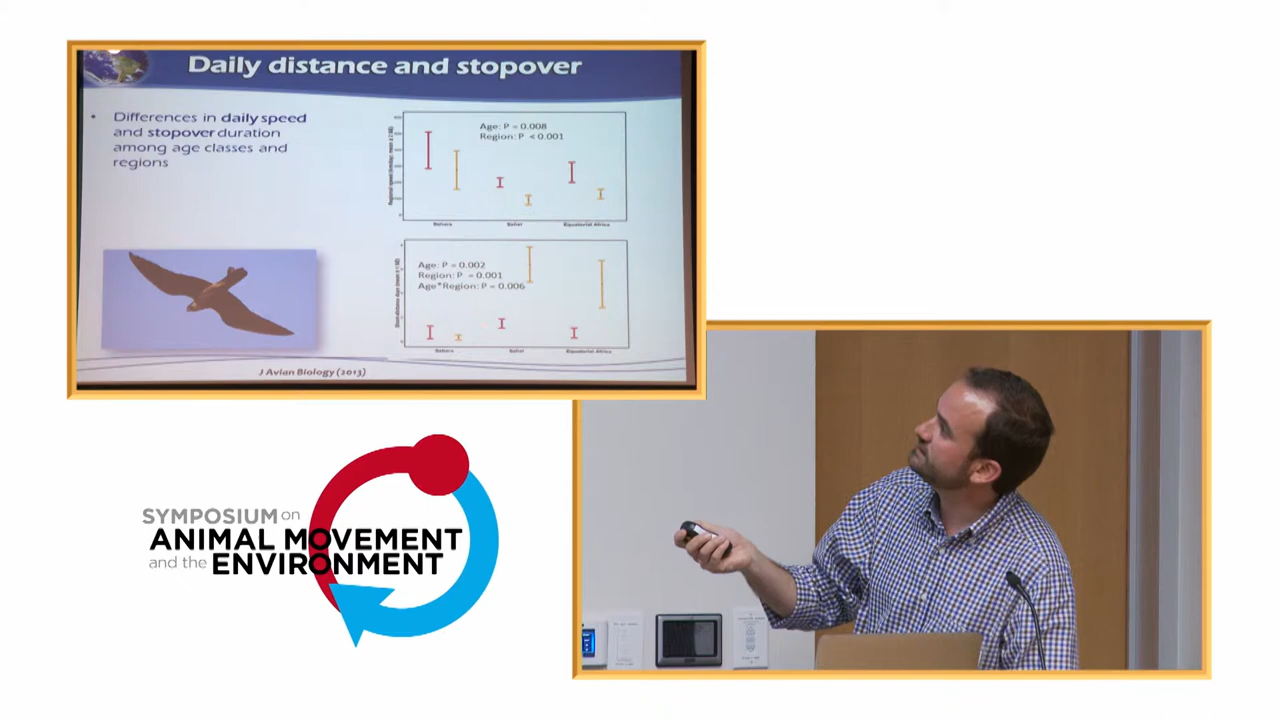 Daily distance and stopover
• Differences in daily speed
and stopover duration
among age classes and
regions
Age: P = 0.008
Region: P < 0.001
Sahara Sahel Equatorial Africa
Age: P = 0.002
Region: P = 0.001
Age*Region: P = 0.006
Sahara Sahel Equatorial Africa
J Avian Biology (2013)
SYMPOSIUM on
ANIMAL MOVEMENT
and the ENVIRONMENT